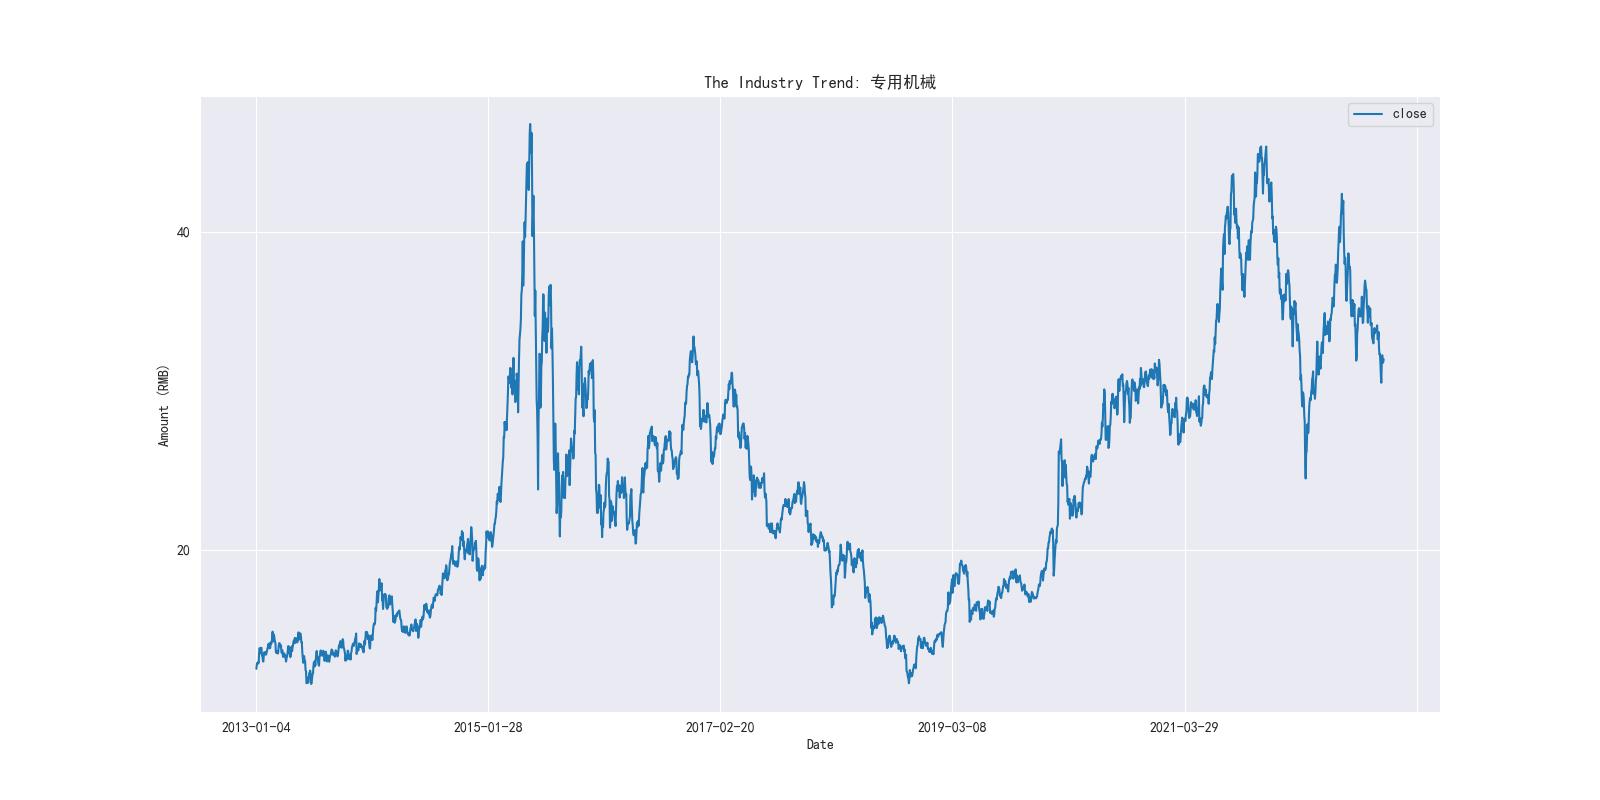 The Industry Trend: 专用机械
close
40
20
Amount (RMB)
2013-01-04
2015-01-28
2017-02-20
2019-03-08
2021-03-29
Date